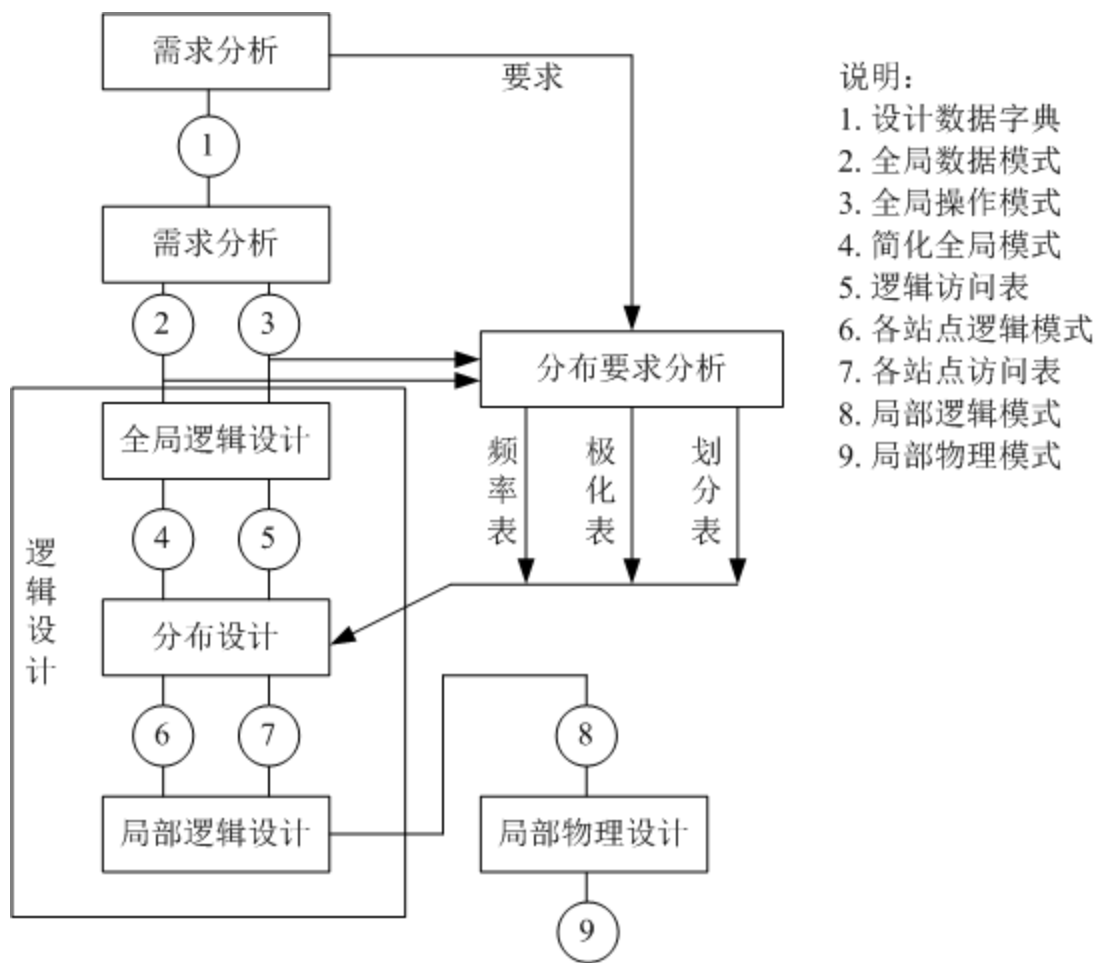 需求分析
要求
1
需求分析
2
3
分布要求分析
全局逻辑设计
频率表
极化表
划分表
4
5
逻辑设计
分布设计
6
7
8
局部逻辑设计
局部物理设计
9
说明:
1. 设计数据字典
2. 全局数据模式
3. 全局操作模式
4. 简化全局模式
5. 逻辑访问表
6. 各站点逻辑模式
7. 各站点访问表
8. 局部逻辑模式
9. 局部物理模式